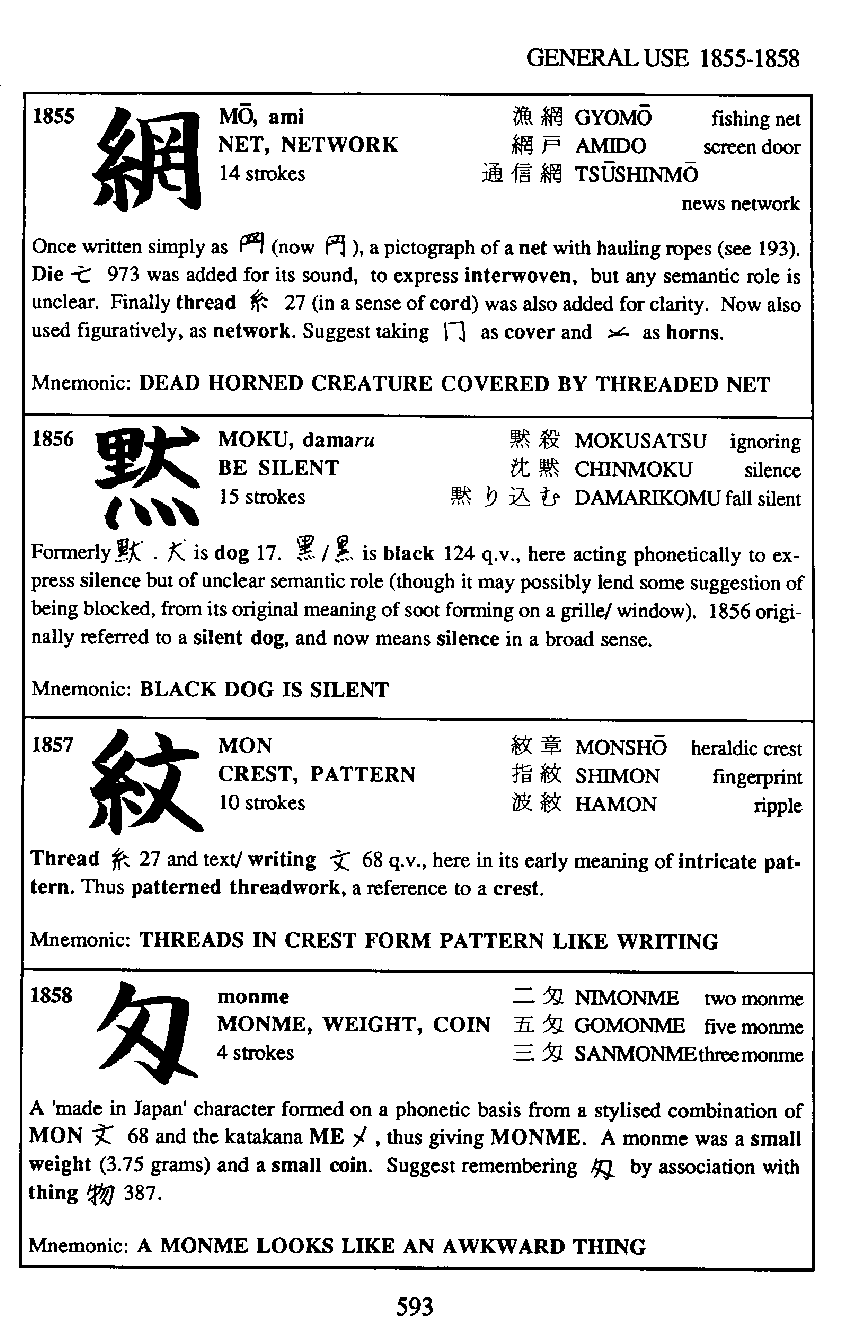 GENERAL USE 1855-1858
1855 網 MŌ, ami 漁網 GYOMŌ fishing net
NET, NETWORK 網戸 AMIDO screen door
14 strokes 通信網 TSŪSHINMŌ
news network
Once written simply as (now ), a pictograph of a net with hauling ropes (see 193).
Die 亡 973 was added for its sound, to express interwoven, but any semantic role is
unclear. Finally thread 糸 27 (in a sense of cord) was also added for clarity. Now also
used figuratively, as network. Suggest taking 冂 as cover and as horns.
Mnemonic: DEAD HORNED CREATURE COVERED BY THREADED NET
1856 黙 MOKU, damaru 黙殺 MOKUSATSU ignoring
BE SILENT 沈黙 CHINMOKU silence
15 strokes 黙り込む DAMARIKOMU fall silent
Formerly 默 . 犬 is dog 17. 黑/黒 is black 124 q.v., here acting phonetically to ex-
press silence but of unclear semantic role (though it may possibly lend some suggestion of
being blocked, from its original meaning of soot forming on a grille/ window). 1856 origi-
nally referred to a silent dog, and now means silence in a broad sense.
Mnemonic: BLACK DOG IS SILENT
1857 紋 MON 紋章 MONSHŌ heraldic crest
CREST, PATTERN 指紋 SHIMON fingerprint
10 strokes 波紋 HAMON ripple
Thread 糸 27 and text/ writing 文 68 q.v., here in its early meaning of intricate pat-
tern. Thus patterned threadwork, a reference to a crest.
Mnemonic: THREADS IN CREST FORM PATTERN LIKE WRITING
1858 匁 monme 二匁 NIMONME two monme
MONME, WEIGHT, COIN 五匁 GOMONME five monme
4 strokes 三匁 SANMONME three monme
A 'made in Japan' character formed on a phonetic basis from a stylised combination of
MON 文 68 and the katakana ME メ , thus giving MONME. A monme was a small
weight (3.75 grams) and a small coin. Suggest remembering 匁 by association with
thing 物 387.
Mnemonic: A MONME LOOKS LIKE AN AWKWARD THING
593